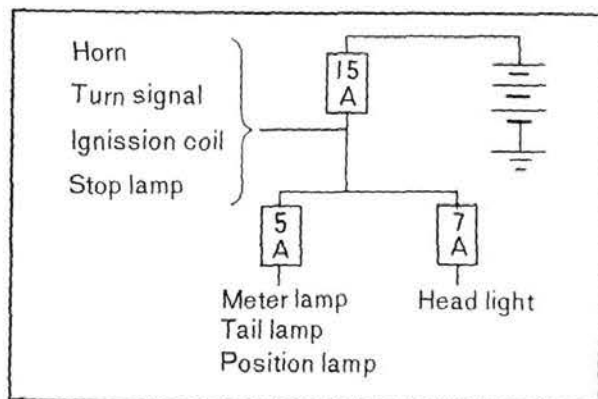 Horn
Turn signal
Ignission coil
Stop lamp
15
A
5
A
7
A
Meter lamp
Tail lamp
Position lamp
Head light